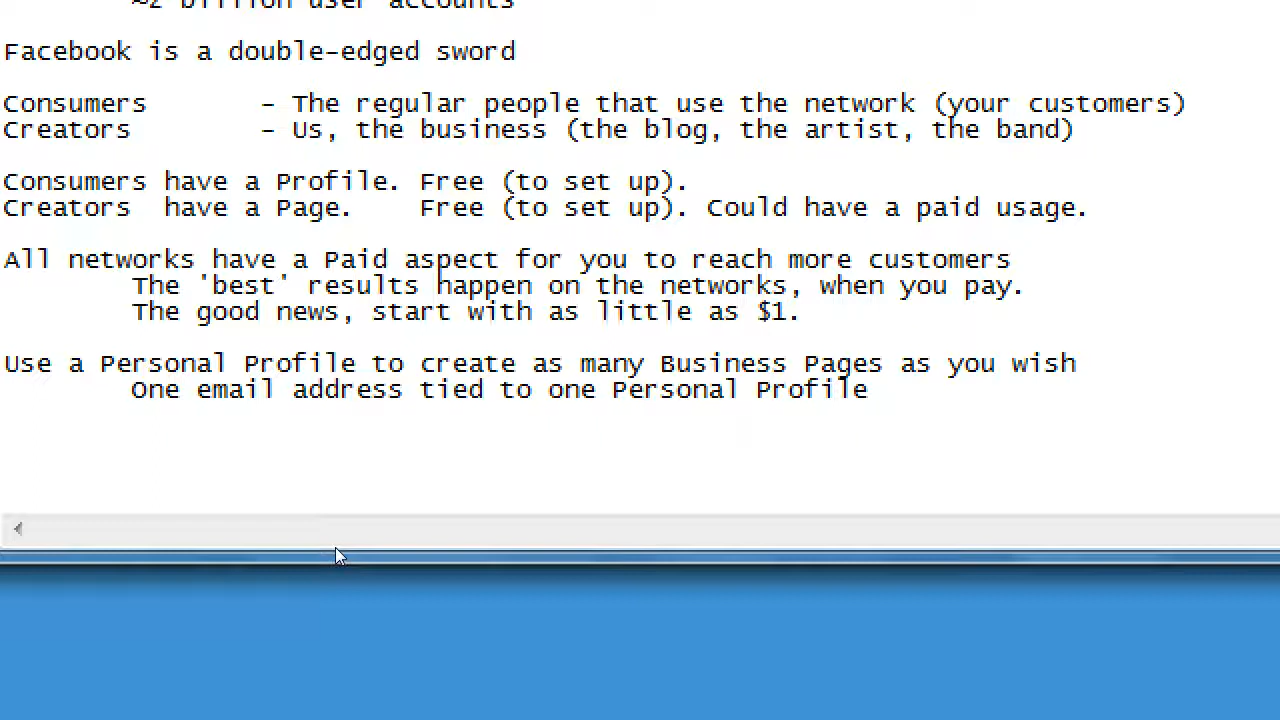 ~2 billion user accounts
Facebook is a double-edged sword
Consumers - The regular people that use the network (your customers)
Creators - Us, the business (the blog, the artist, the band)
Consumers have a Profile. Free (to set up).
Creators have a Page. Free (to set up). Could have a paid usage.
All networks have a Paid aspect for you to reach more customers
The 'best' results happen on the networks, when you pay.
The good news, start with as little as $1.
Use a Personal Profile to create as many Business Pages as you wish
One email address tied to one Personal Profile